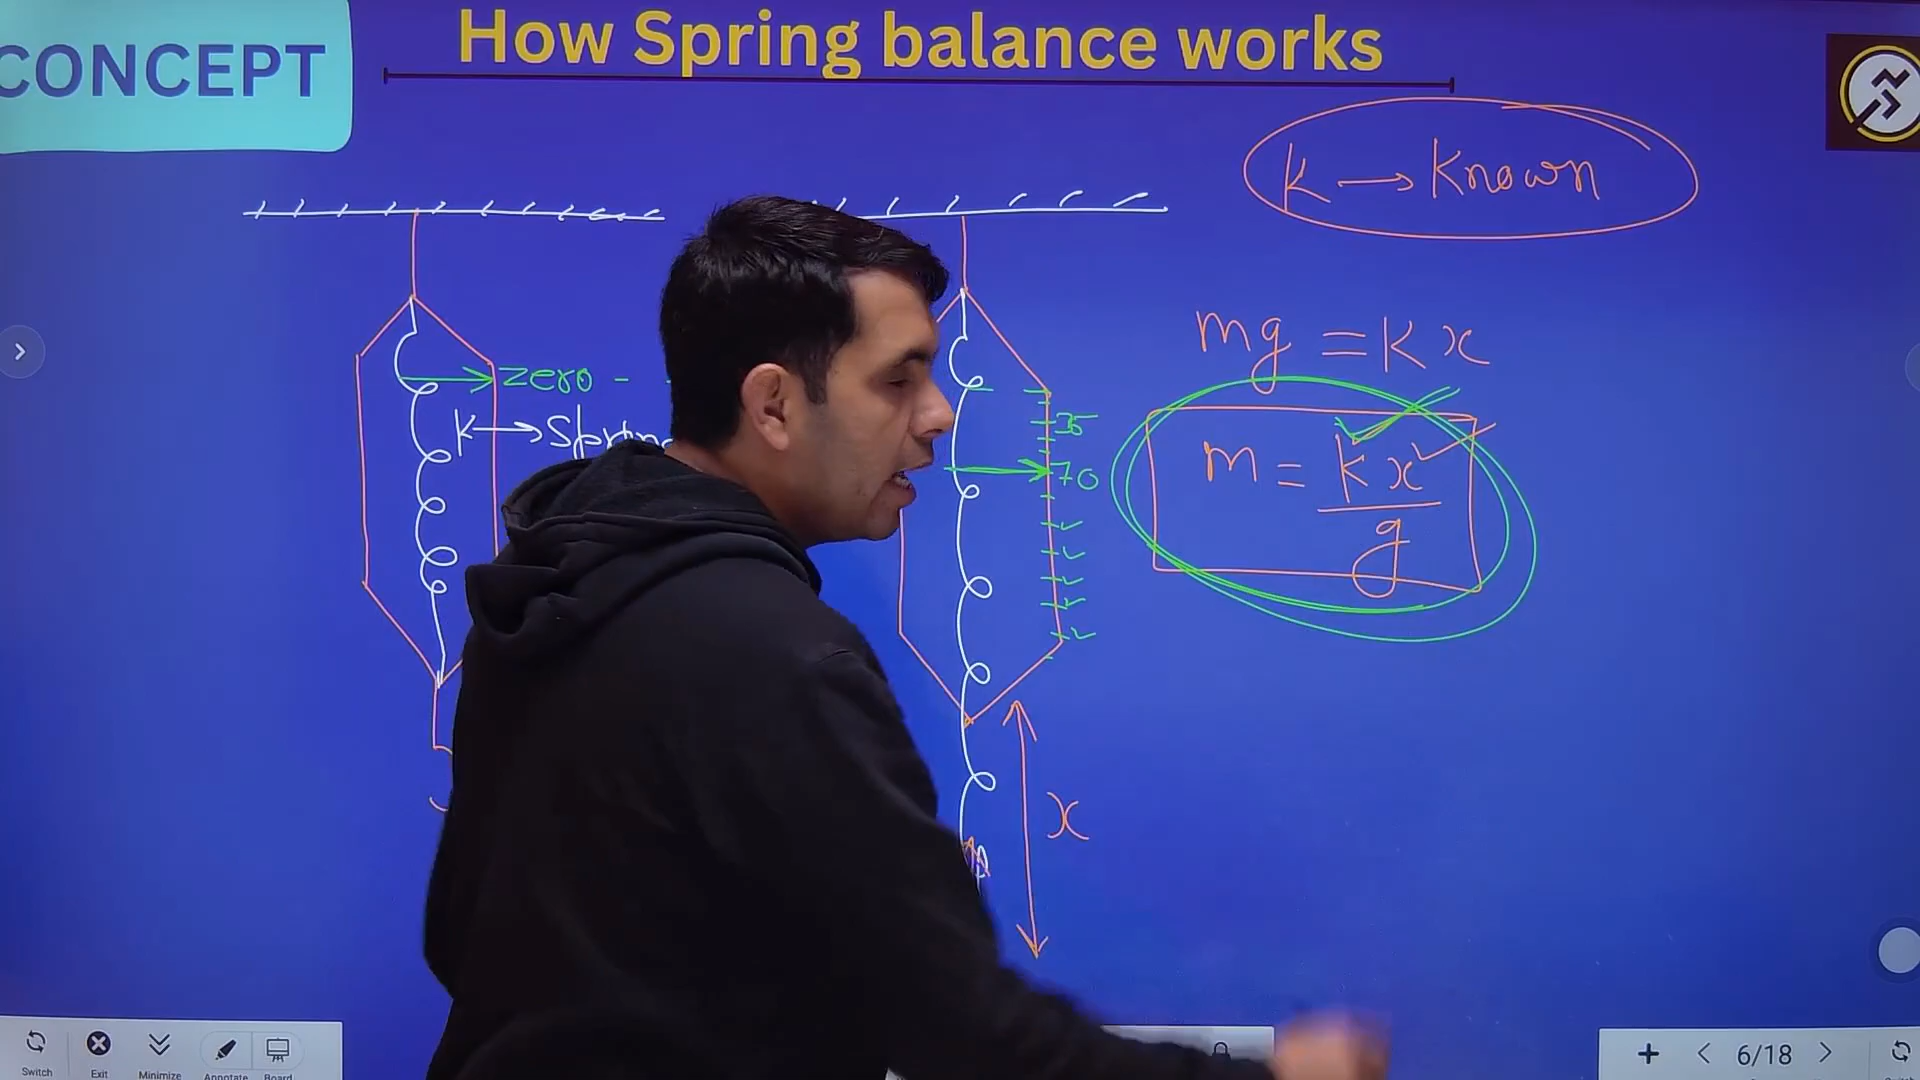 CONCEPT
How Spring balance works
K → Known
zero - -
K → Spring
35
70
mg = Kx
m = Kx
g
x
Switch
Exit
Minimize
Annotate
Board
6/18